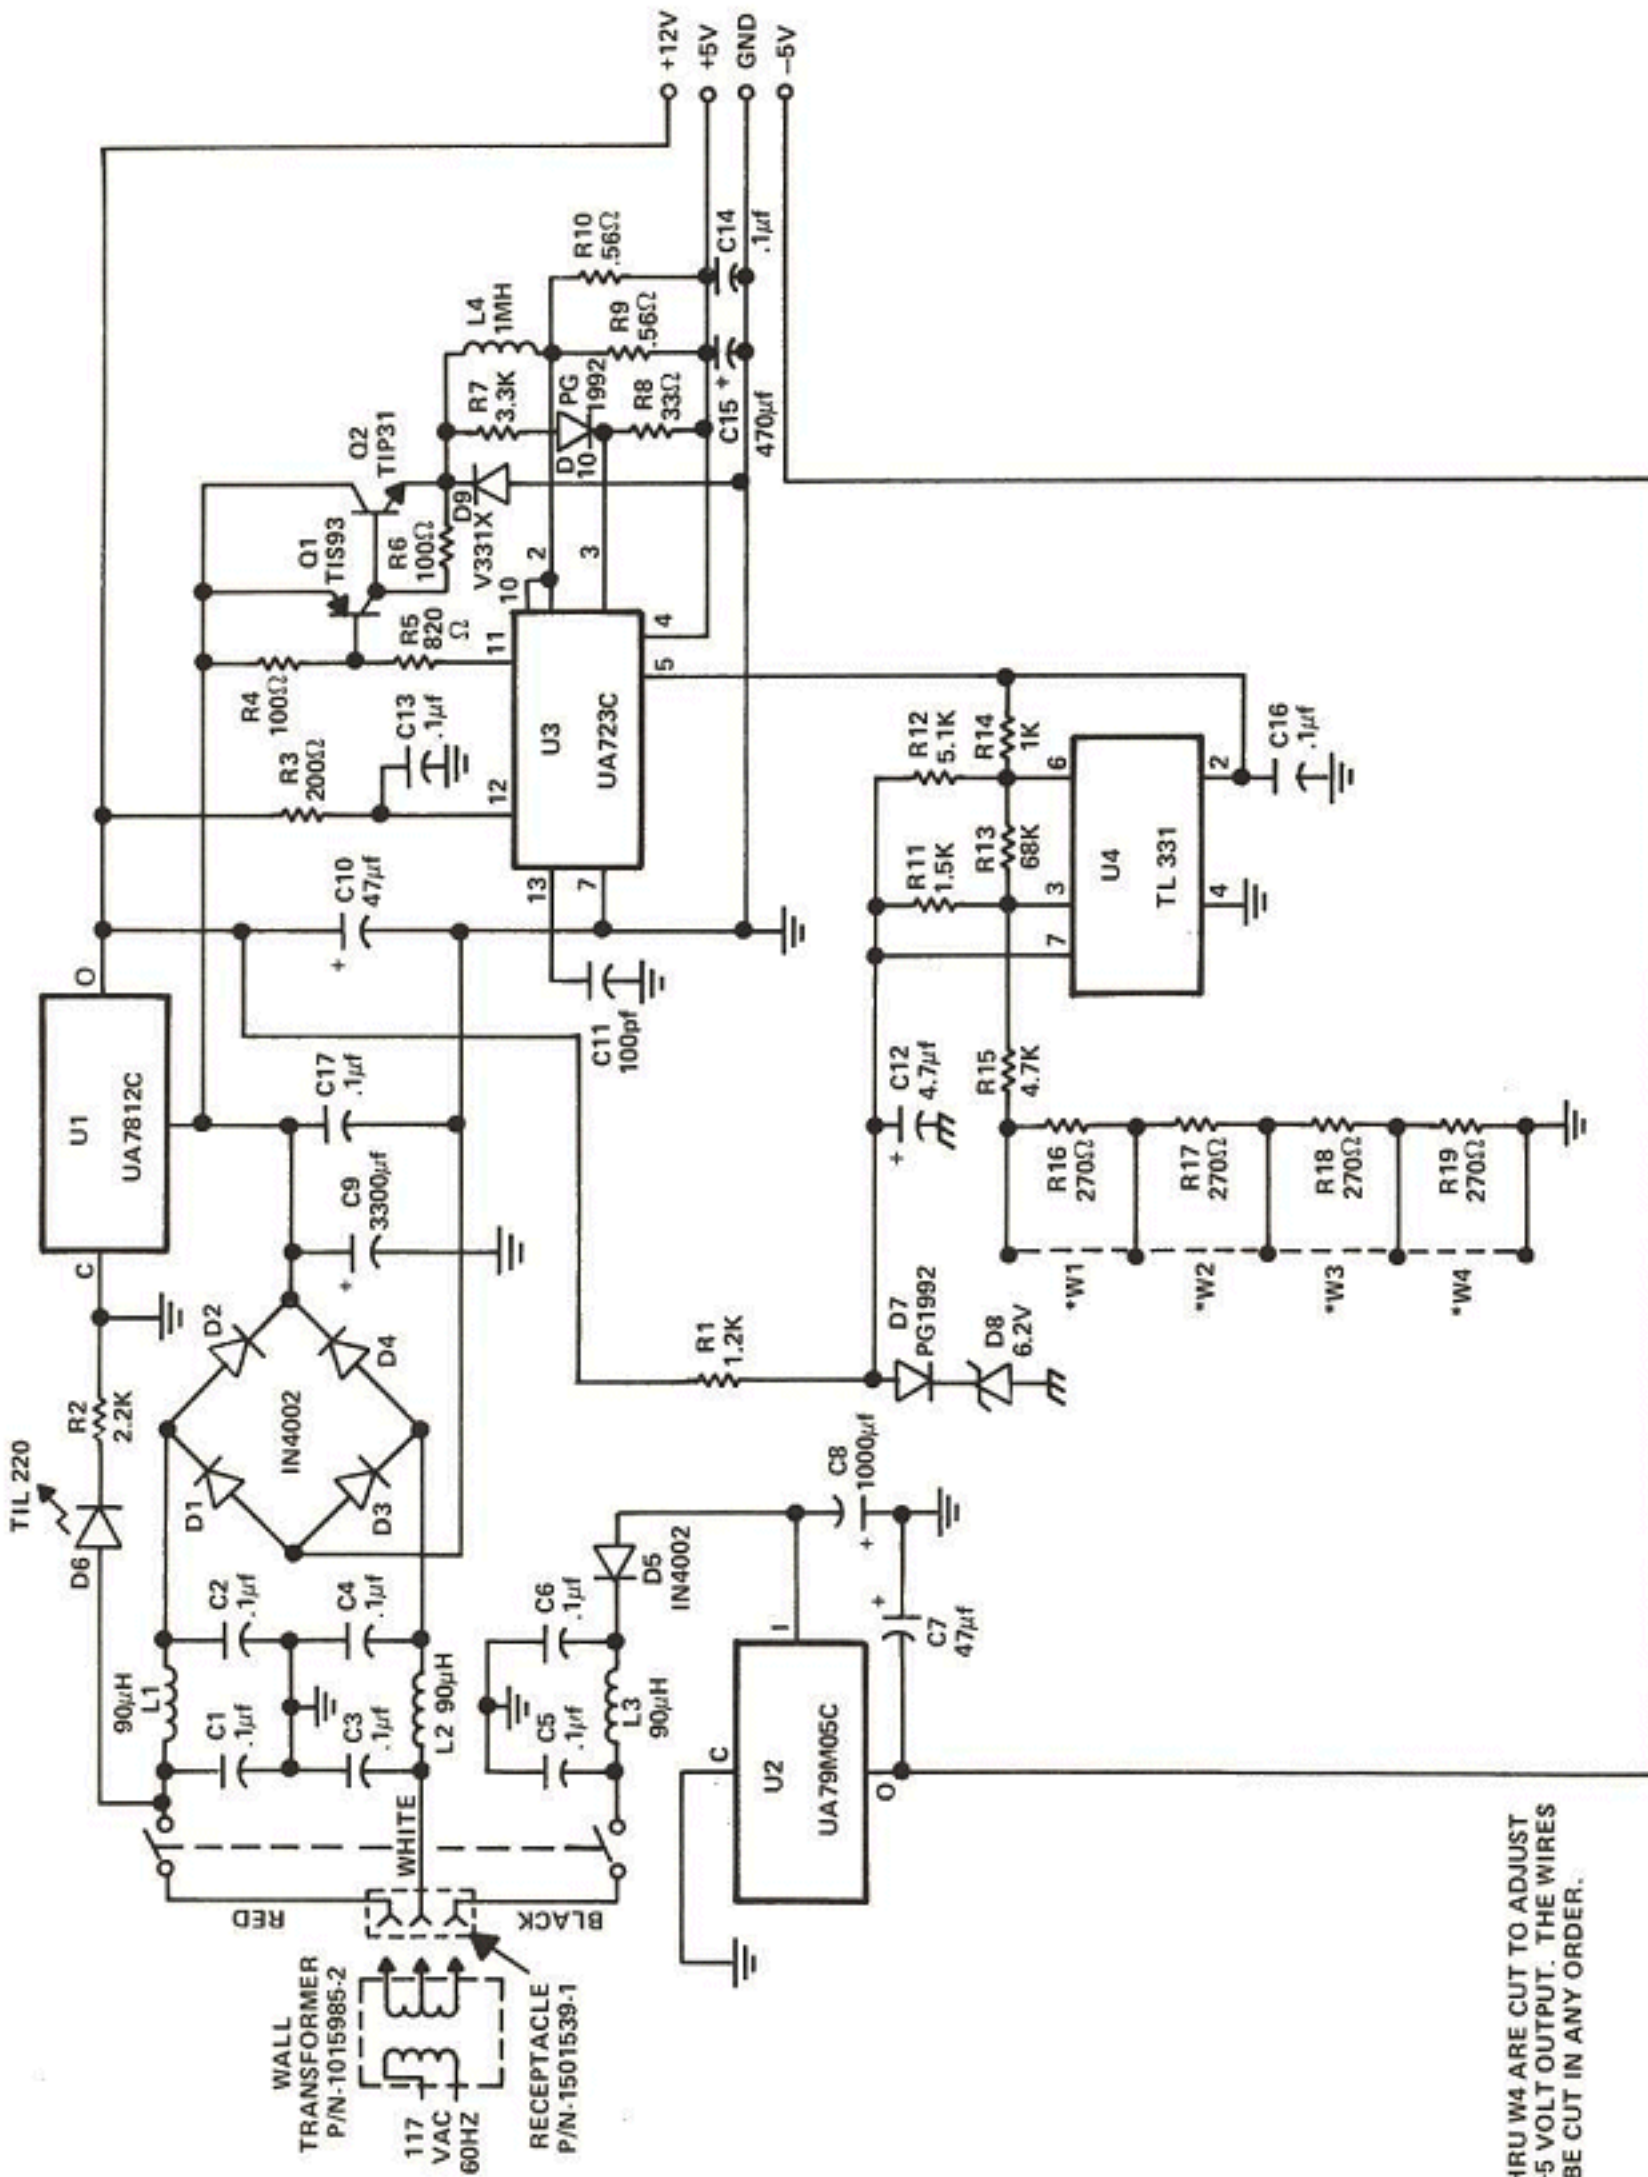 TIL 220
D6
R2
2.2K
C
U1
UA7812C
O
+12V
+5V
GND
–5V
90µH
L1
C1
.1µf
C2
.1µf
C3
.1µf
C4
.1µf
L2 90µH
D1
D2
D3
D4
IN4002
+
C9
3300µf
C17
.1µf
+
C10
47µf
R3
200Ω
R4
100Ω
C13
.1µf
R5
820
Ω
Q1
TIS93
Q2
TIP31
R6
100Ω
D9
V331X
R7
3.3K
L4
1MH
D
10
PG
1992
R8
33Ω
R9
.56Ω
R10
.56Ω
C15
+
470µf
C14
.1µf
12
11
10
2
3
4
5
13
7
U3
UA723C
C11
100pf
WALL
TRANSFORMER
P/N-1015985-2
117
VAC
60HZ
RED
WHITE
BLACK
RECEPTACLE
P/N-1501539-1
C5
.1µf
C6
.1µf
L3
90µH
D5
IN4002
C
U2
UA79M05C
I
O
C8
1000µf
+
+
C7
47µf
R1
1.2K
D7
PG1992
D8
6.2V
+
C12
4.7µf
R11
1.5K
R12
5.1K
R13
68K
R14
1K
R15
4.7K
7
3
6
4
2
U4
TL 331
C16
.1µf
R16
270Ω
R17
270Ω
R18
270Ω
R19
270Ω
*W1
*W2
*W3
*W4
HRU W4 ARE CUT TO ADJUST
5 VOLT OUTPUT. THE WIRES
BE CUT IN ANY ORDER.